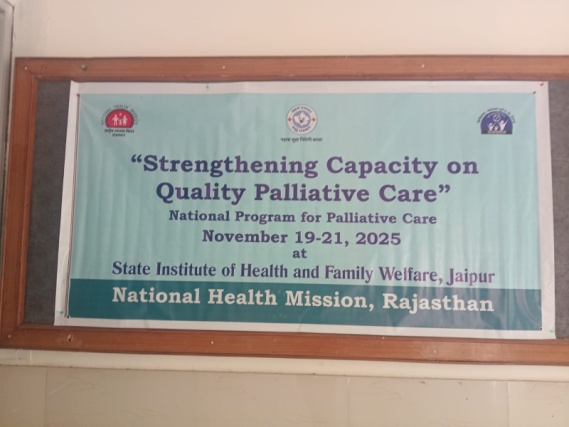 “Strengthening Capacity on
Quality Palliative Care”
National Program for Palliative Care
November 19-21, 2025
at
State Institute of Health and Family Welfare, Jaipur
National Health Mission, Rajasthan